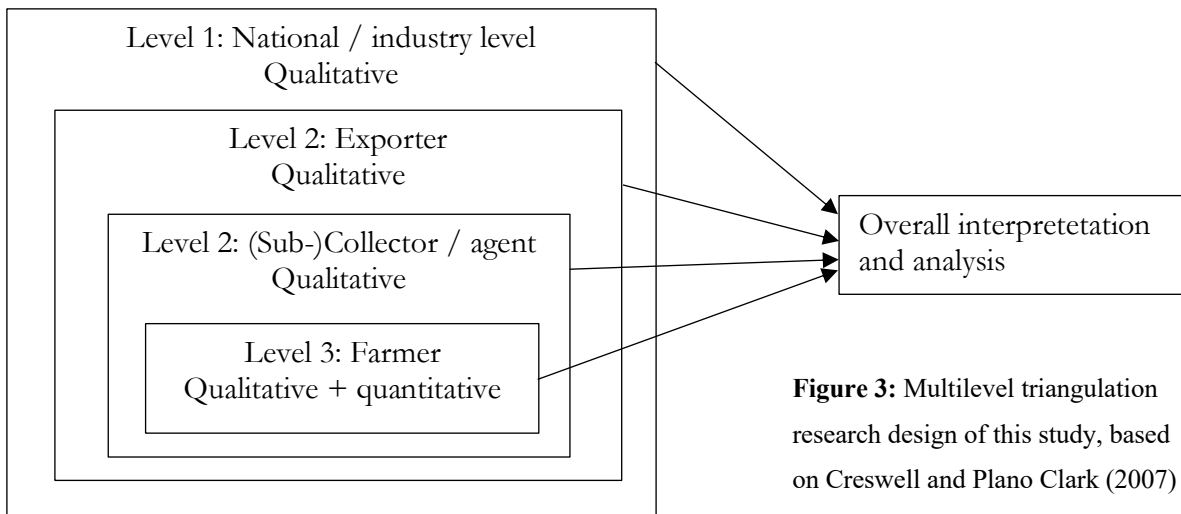 Level 1: National / industry level
Qualitative
Level 2: Exporter
Qualitative
Level 2: (Sub-)Collector / agent
Qualitative
Level 3: Farmer
Qualitative + quantitative
Overall interpretetation
and analysis
Figure 3: Multilevel triangulation
research design of this study, based
on Creswell and Plano Clark (2007)